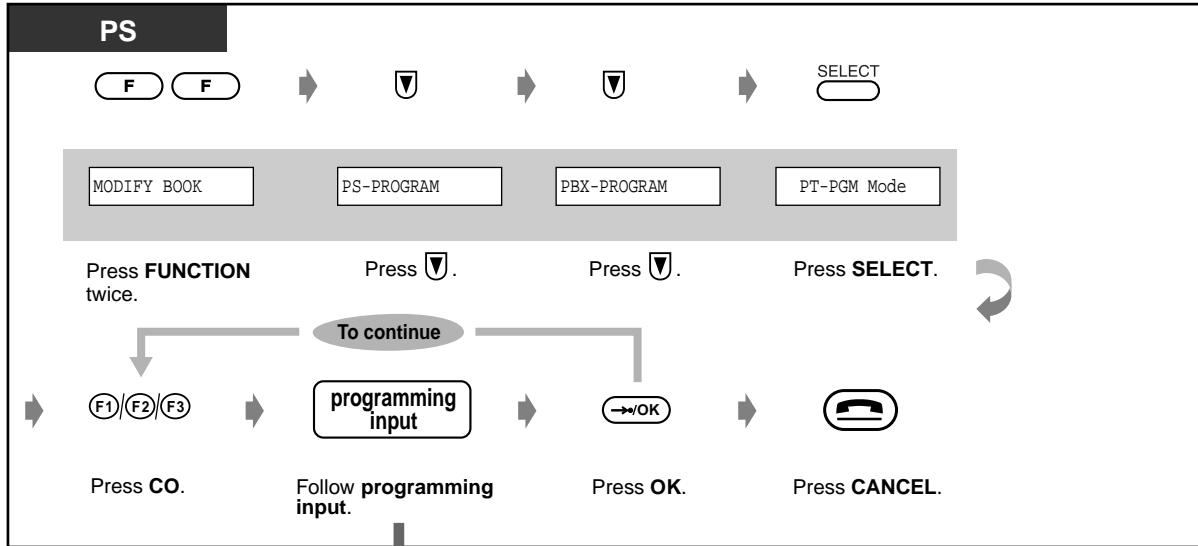 PS
F F
SELECT
MODIFY BOOK PS-PROGRAM PBX-PROGRAM PT-PGM Mode
Press FUNCTION
twice.
Press .
Press .
Press SELECT.
To continue
F1/F2/F3
programming
input
/OK
Press CO.
Follow programming
input.
Press OK.
Press CANCEL.